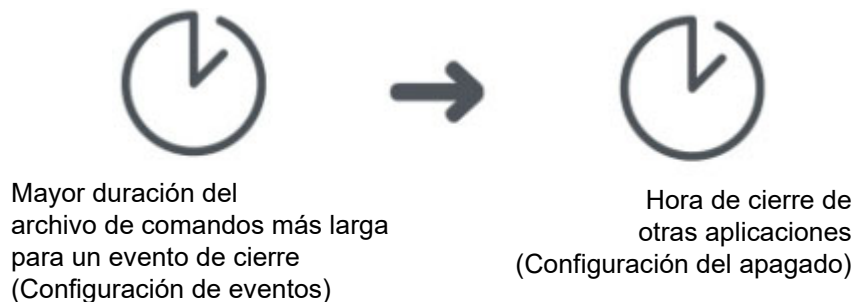 Mayor duración del
archivo de comandos más larga
para un evento de cierre
(Configuración de eventos)
Hora de cierre de
otras aplicaciones
(Configuración del apagado)